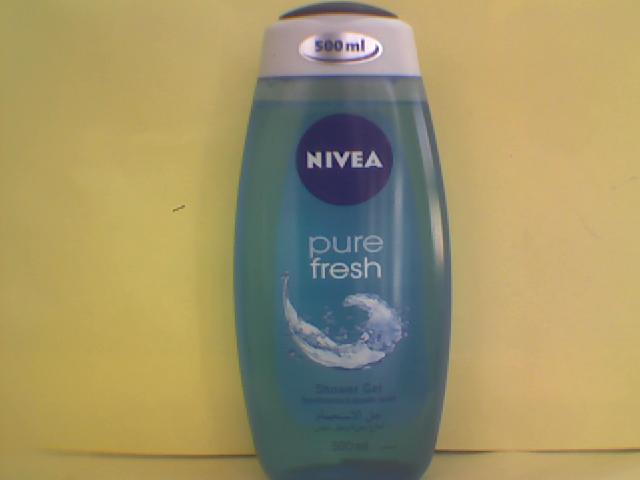 500ml
NIVEA
pure
fresh
Shower Gel
جل الاستحمام
500 ml